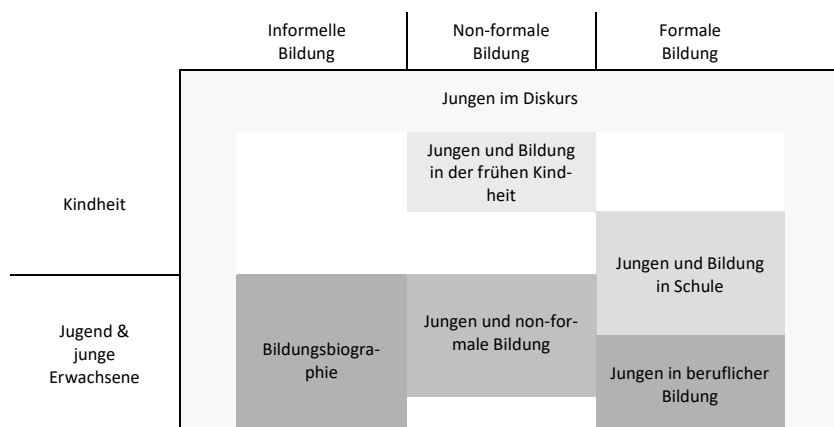 Informelle
Bildung
Non-formale
Bildung
Formale
Bildung
Jungen im Diskurs
Kindheit
Jungen und Bildung
in der frühen Kind-
heit
Jungen und Bildung
in Schule
Jugend &
junge
Erwachsene
Bildungsbiogra-
phie
Jungen und non-for-
male Bildung
Jungen in beruflicher
Bildung